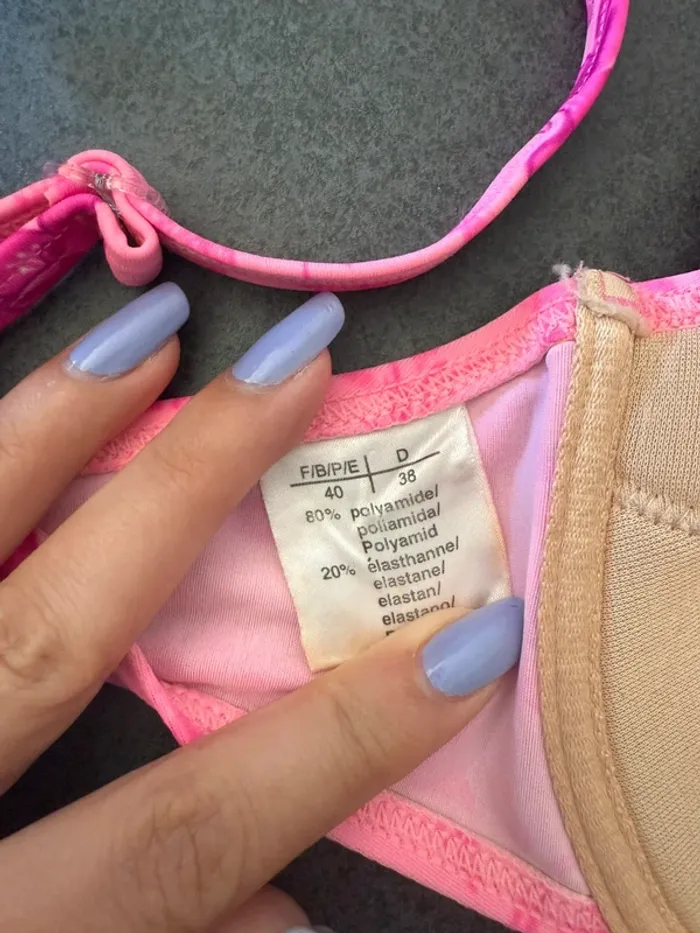 F/B/P/E | D
40 | 38
80% polyamide/
poliamida/
Polyamid
20% élasthanne/
elastane/
elastan/
elastano/